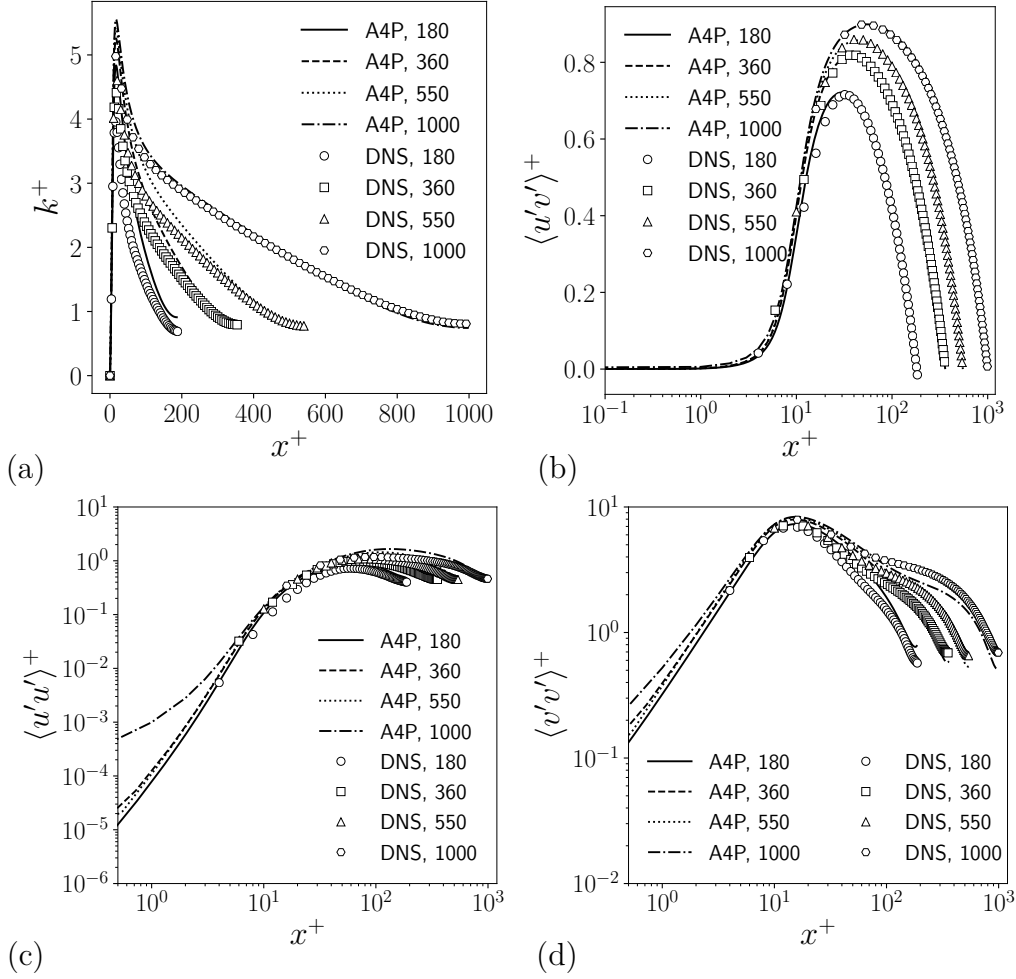 A4P, 180
A4P, 360
A4P, 550
A4P, 1000
DNS, 180
DNS, 360
DNS, 550
DNS, 1000
5
4
3
2
1
0
k⁺
0 200 400 600 800 1000
x⁺
(a)
A4P, 180
A4P, 360
A4P, 550
A4P, 1000
DNS, 180
DNS, 360
DNS, 550
DNS, 1000
0.8
0.6
0.4
0.2
0.0
⟨u′v′⟩⁺
10⁻¹ 10⁰ 10¹ 10² 10³
x⁺
(b)
10¹
10⁰
10⁻¹
10⁻²
10⁻³
10⁻⁴
10⁻⁵
10⁻⁶
⟨u′u′⟩⁺
A4P, 180
A4P, 360
A4P, 550
A4P, 1000
DNS, 180
DNS, 360
DNS, 550
DNS, 1000
10⁰ 10¹ 10² 10³
x⁺
(c)
10¹
10⁰
10⁻¹
10⁻²
⟨v′v′⟩⁺
A4P, 180
A4P, 360
A4P, 550
A4P, 1000
DNS, 180
DNS, 360
DNS, 550
DNS, 1000
10⁰ 10¹ 10² 10³
x⁺
(d)